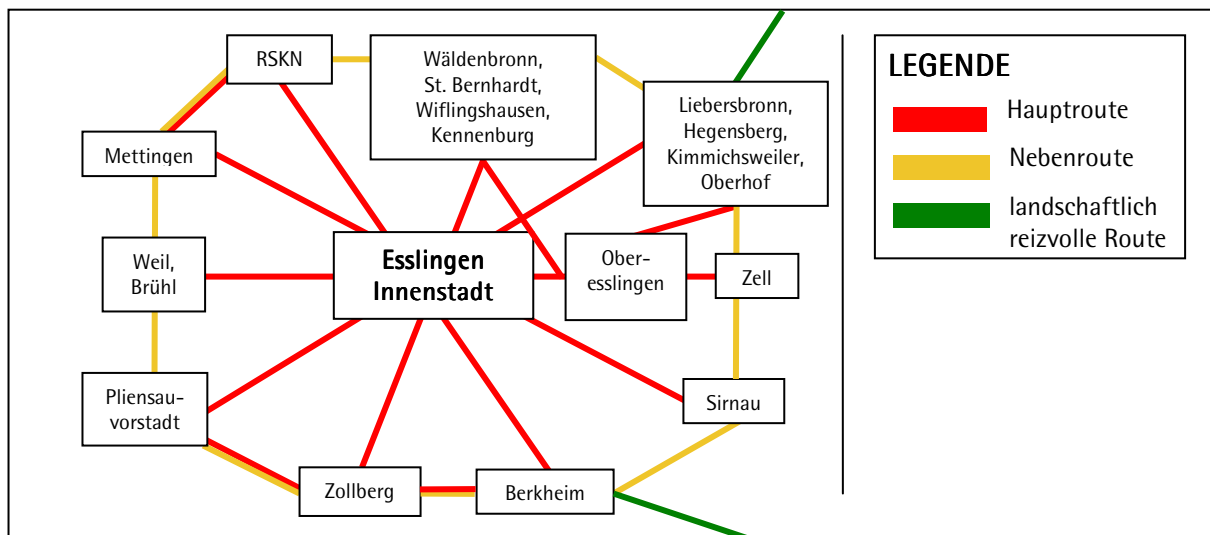 RSKN
Wäldenbronn,
St. Bernhardt,
Wiflingshausen,
Kennenburg
Liebersbronn,
Hegensberg,
Kimmichsweiler,
Oberhof
Mettingen
Weil,
Brühl
Esslingen
Innenstadt
Ober-
esslingen
Zell
Pliensau-
vorstadt
Sirnau
Zollberg
Berkheim
LEGENDE
Hauptroute
Nebenroute
landschaftlich
reizvolle Route